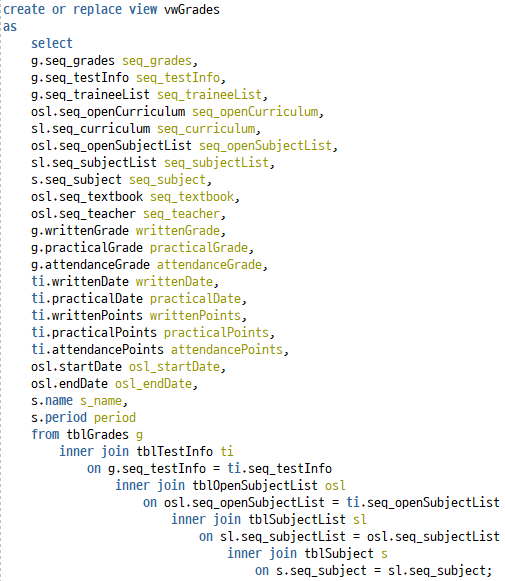 create or replace view vwGrades
as
select
g.seq_grades seq_grades,
g.seq_testInfo seq_testInfo,
g.seq_traineeList seq_traineeList,
osl.seq_openCurriculum seq_openCurriculum,
sl.seq_curriculum seq_curriculum,
osl.seq_openSubjectList seq_openSubjectList,
sl.seq_subjectList seq_subjectList,
s.seq_subject seq_subject,
osl.seq_textbook seq_textbook,
osl.seq_teacher seq_teacher,
g.writtenGrade writtenGrade,
g.practicalGrade practicalGrade,
g.attendanceGrade attendanceGrade,
ti.writtenDate writtenDate,
ti.practicalDate practicalDate,
ti.writtenPoints writtenPoints,
ti.practicalPoints practicalPoints,
ti.attendancePoints attendancePoints,
osl.startDate osl_startDate,
osl.endDate osl_endDate,
s.name s_name,
s.period period
from tblGrades g
inner join tblTestInfo ti
on g.seq_testInfo = ti.seq_testInfo
inner join tblOpenSubjectList osl
on osl.seq_openSubjectList = ti.seq_openSubjectList
inner join tblSubjectList sl
on sl.seq_subjectList = osl.seq_subjectList
inner join tblSubject s
on s.seq_subject = sl.seq_subject;